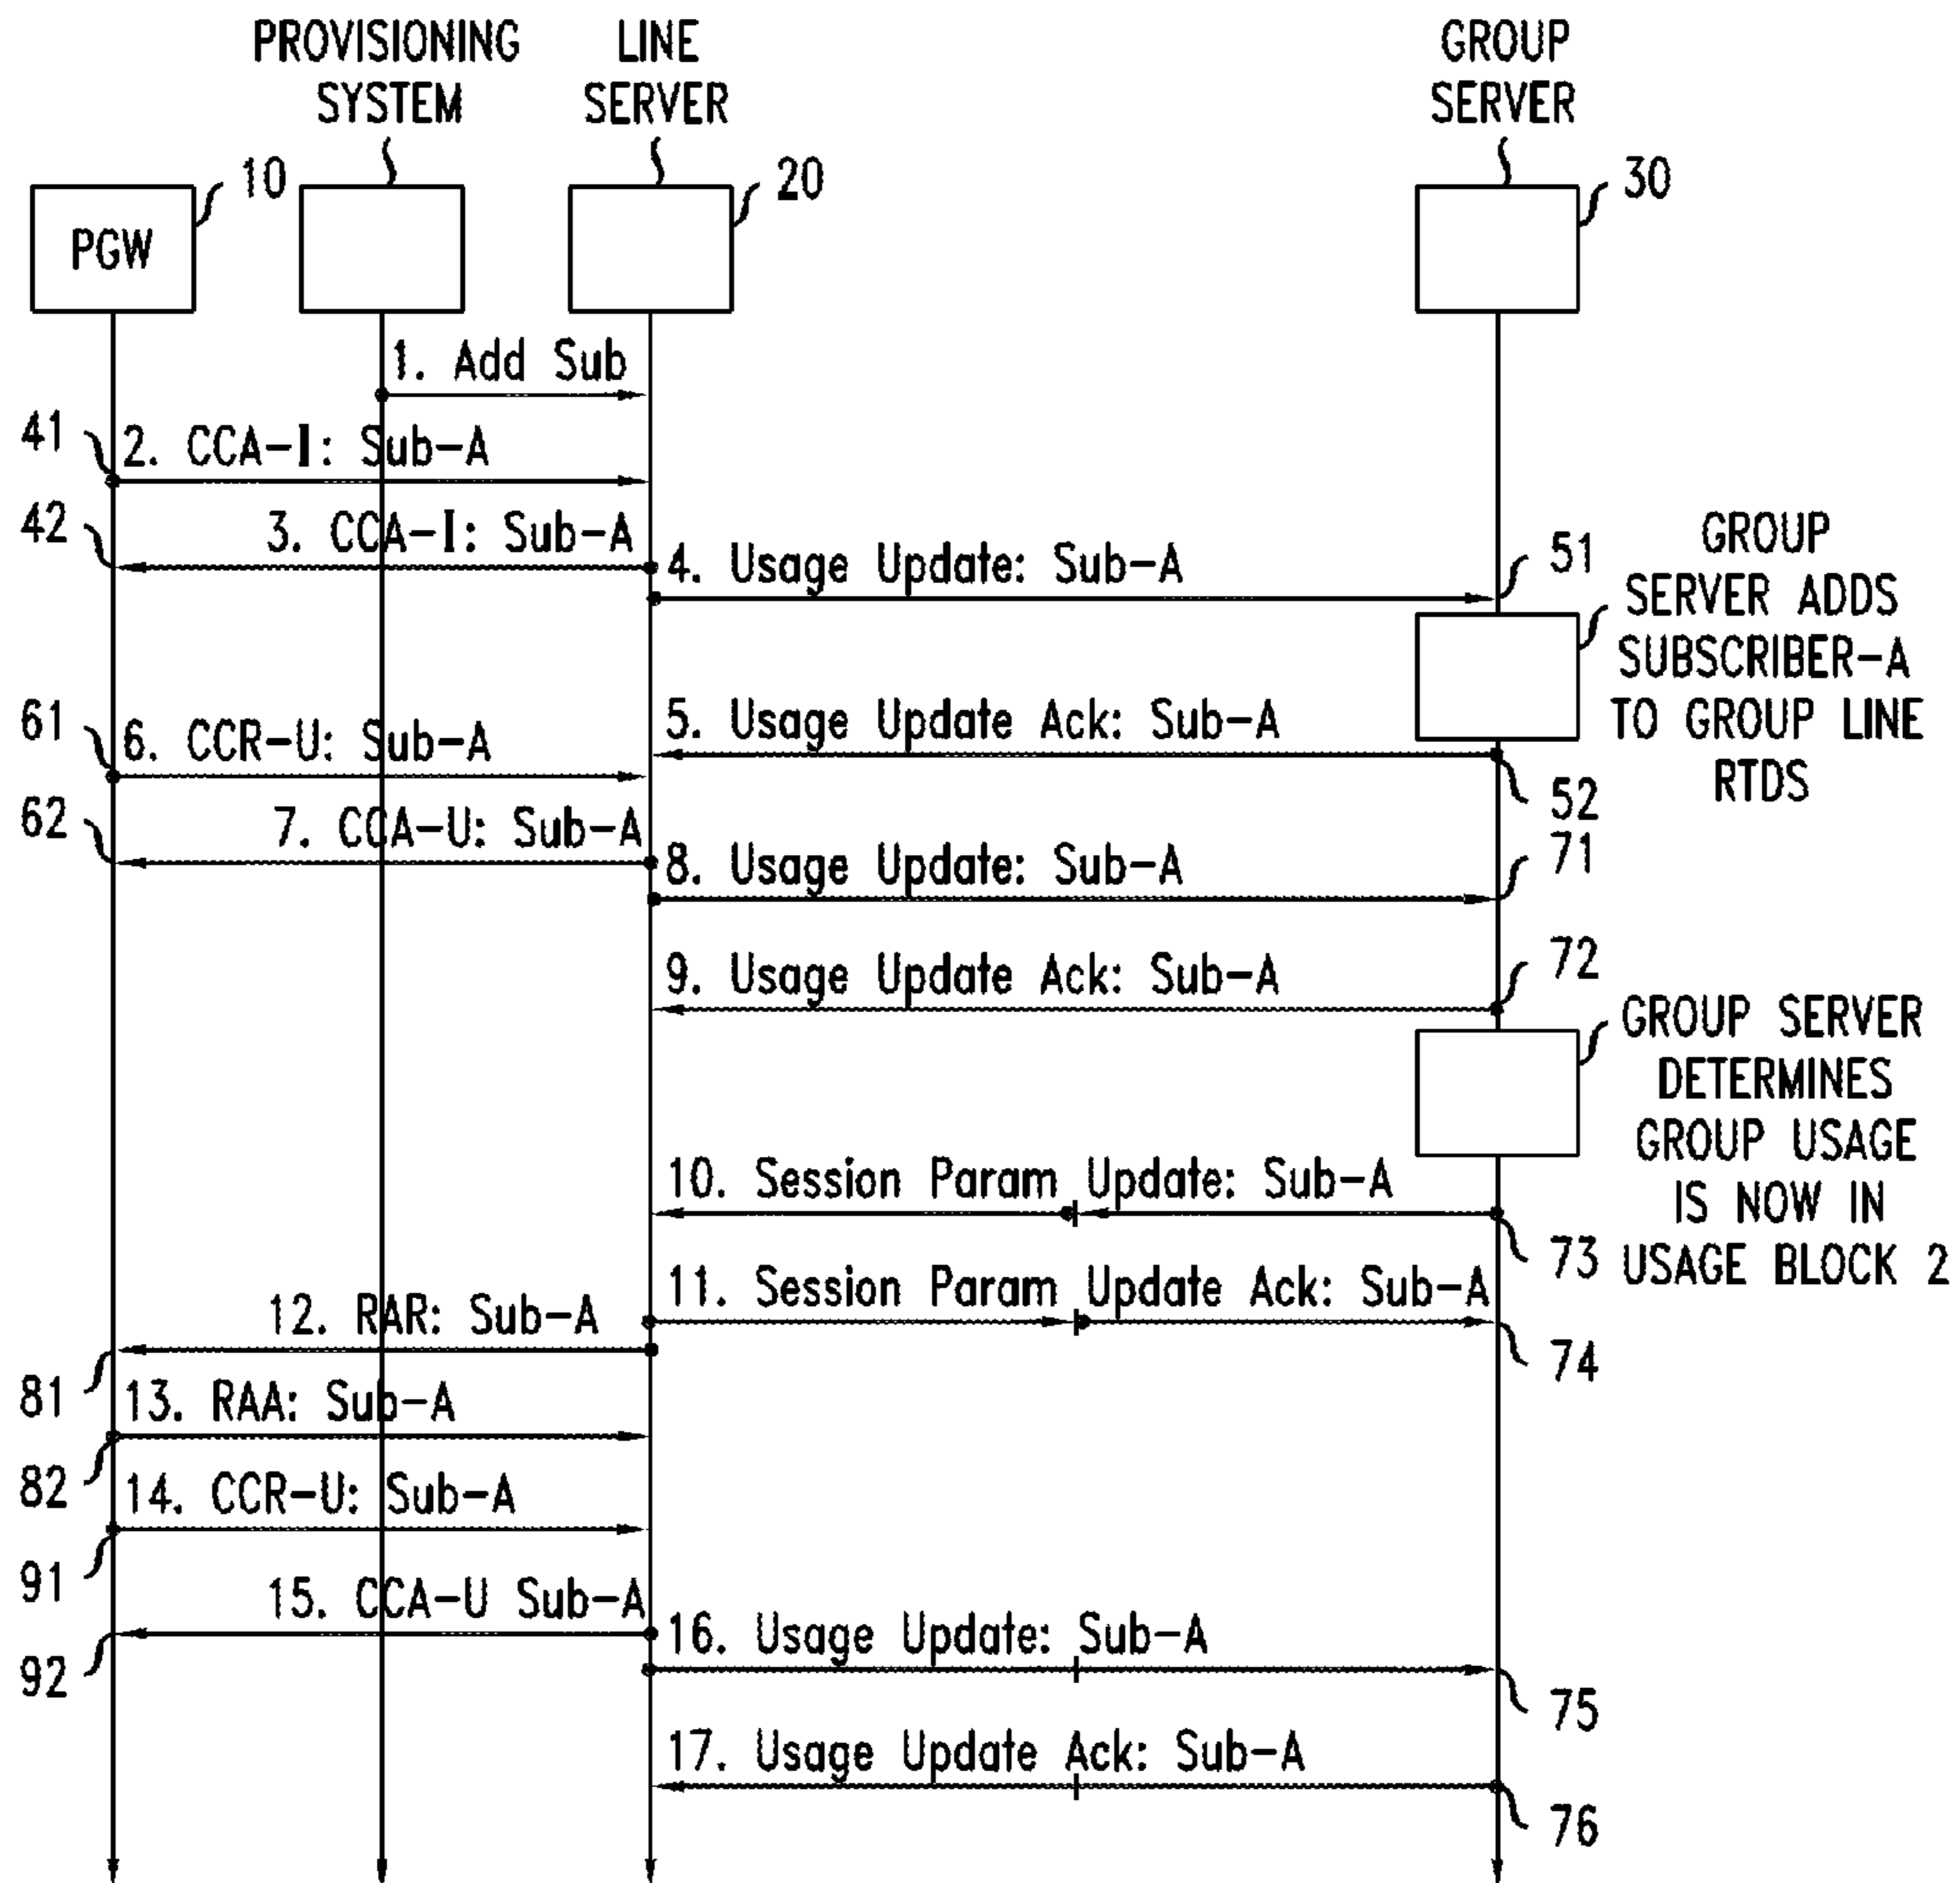 PROVISIONING
SYSTEM
LINE
SERVER
GROUP
SERVER
PGW
10
20
30
1. Add Sub
41
2. CCA-I: Sub-A
42
3. CCA-I: Sub-A
4. Usage Update: Sub-A
51
GROUP
SERVER ADDS
SUBSCRIBER-A
TO GROUP LINE
RTDS
5. Usage Update Ack: Sub-A
52
61
6. CCR-U: Sub-A
62
7. CCA-U: Sub-A
8. Usage Update: Sub-A
71
9. Usage Update Ack: Sub-A
72
GROUP SERVER
DETERMINES
GROUP USAGE
IS NOW IN
USAGE BLOCK 2
10. Session Param Update: Sub-A
73
11. Session Param Update Ack: Sub-A
74
12. RAR: Sub-A
81
13. RAA: Sub-A
82
14. CCR-U: Sub-A
91
15. CCA-U Sub-A
92
16. Usage Update: Sub-A
75
17. Usage Update Ack: Sub-A
76